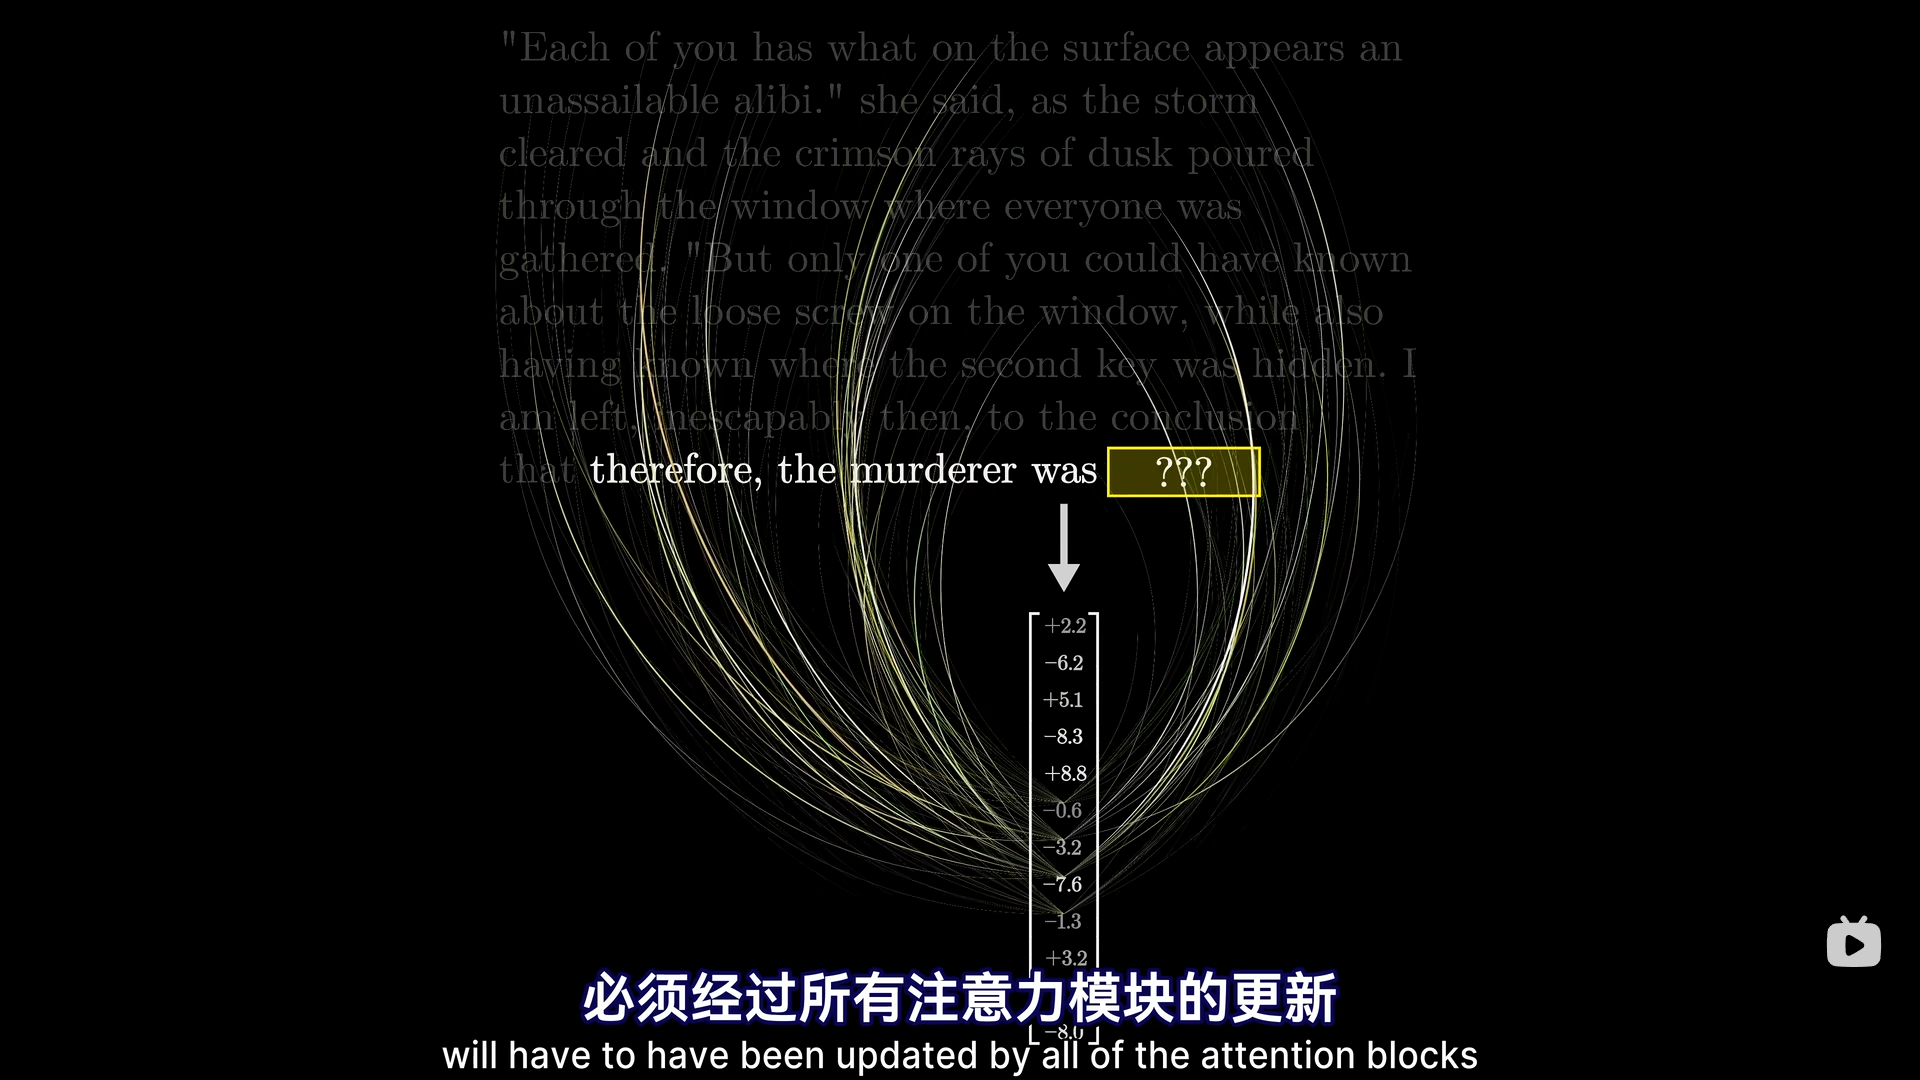 "Each of you has what on the surface appears an
unassailable alibi." she said, as the storm
cleared and the crimson rays of dusk poured
through the window where everyone was
gathered. "But only one of you could have known
about the loose screw on the window, while also
having known where the second key was hidden. I
am left, inescapably, then, to the conclusion
that therefore, the murderer was ???
+2.2
−6.2
+5.1
−8.3
+8.8
−0.6
−3.2
−7.6
−1.3
+3.2
必须经过所有注意力模块的更新
−8.0
will have to have been updated by all of the attention blocks